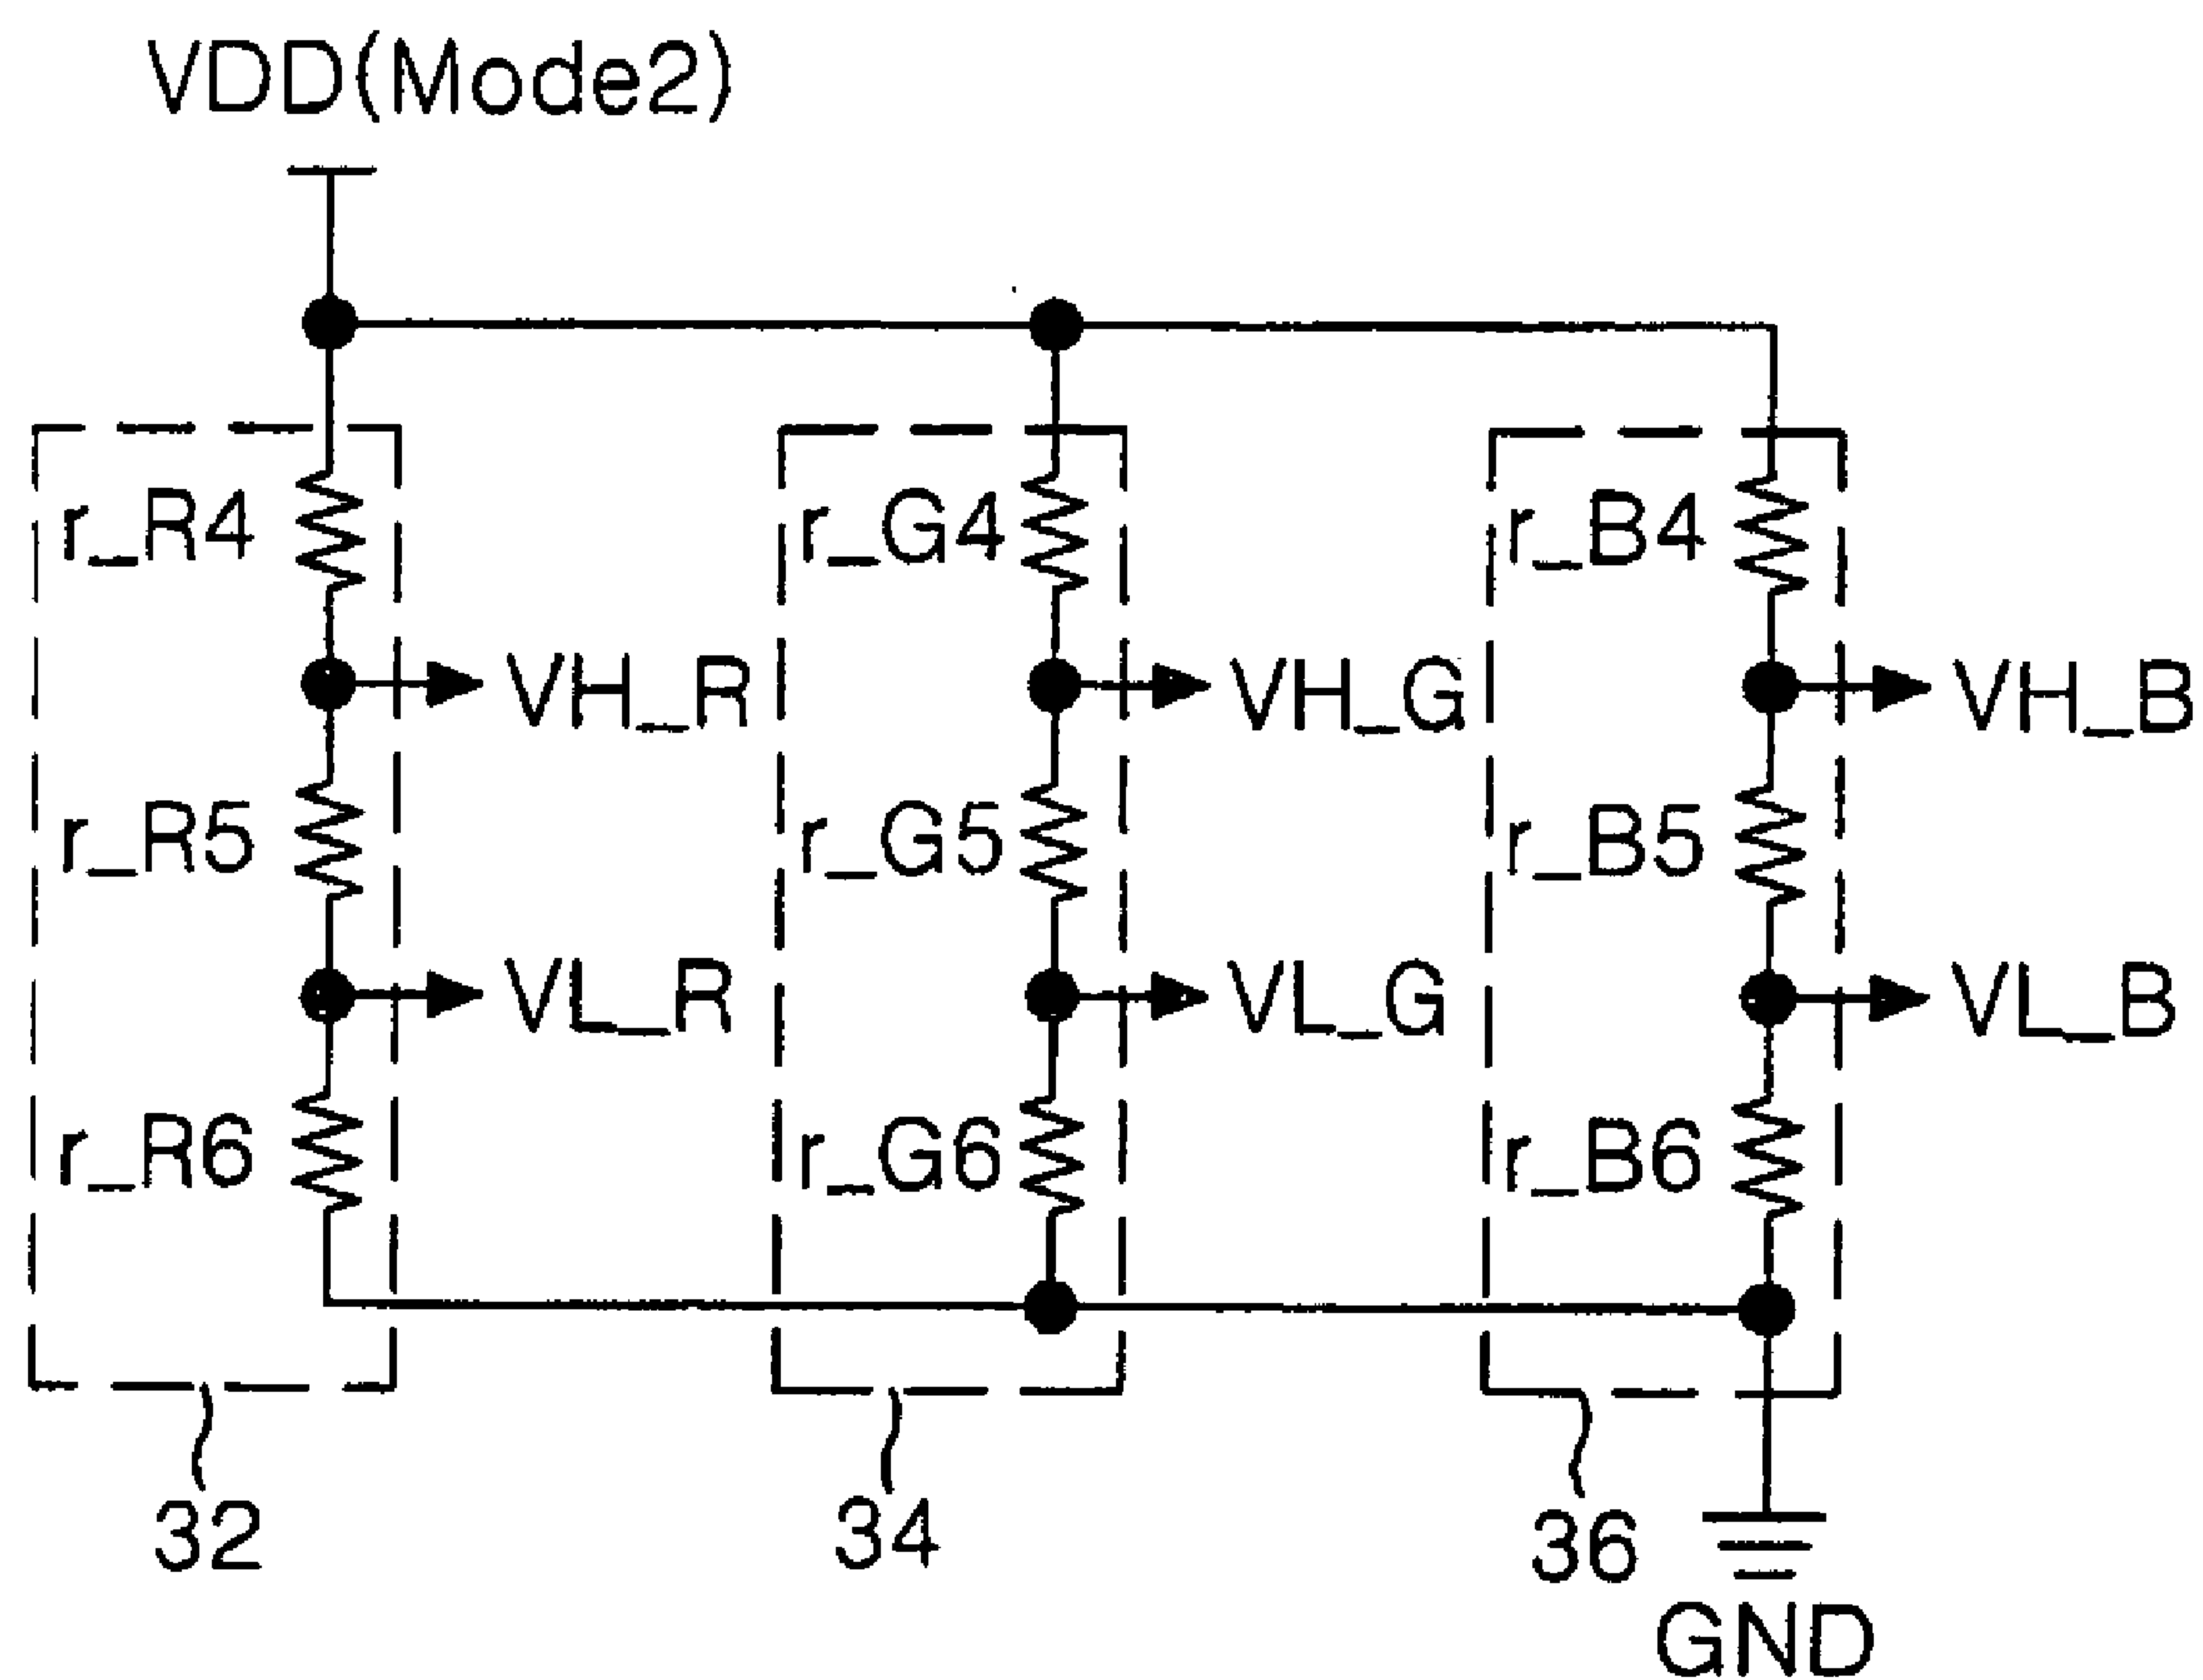 VDD(Mode2)
r_R4
r_G4
r_B4
VH_R
VH_G
VH_B
r_R5
r_G5
r_B5
VL_R
VL_G
VL_B
r_R6
r_G6
r_B6
32
34
36
GND